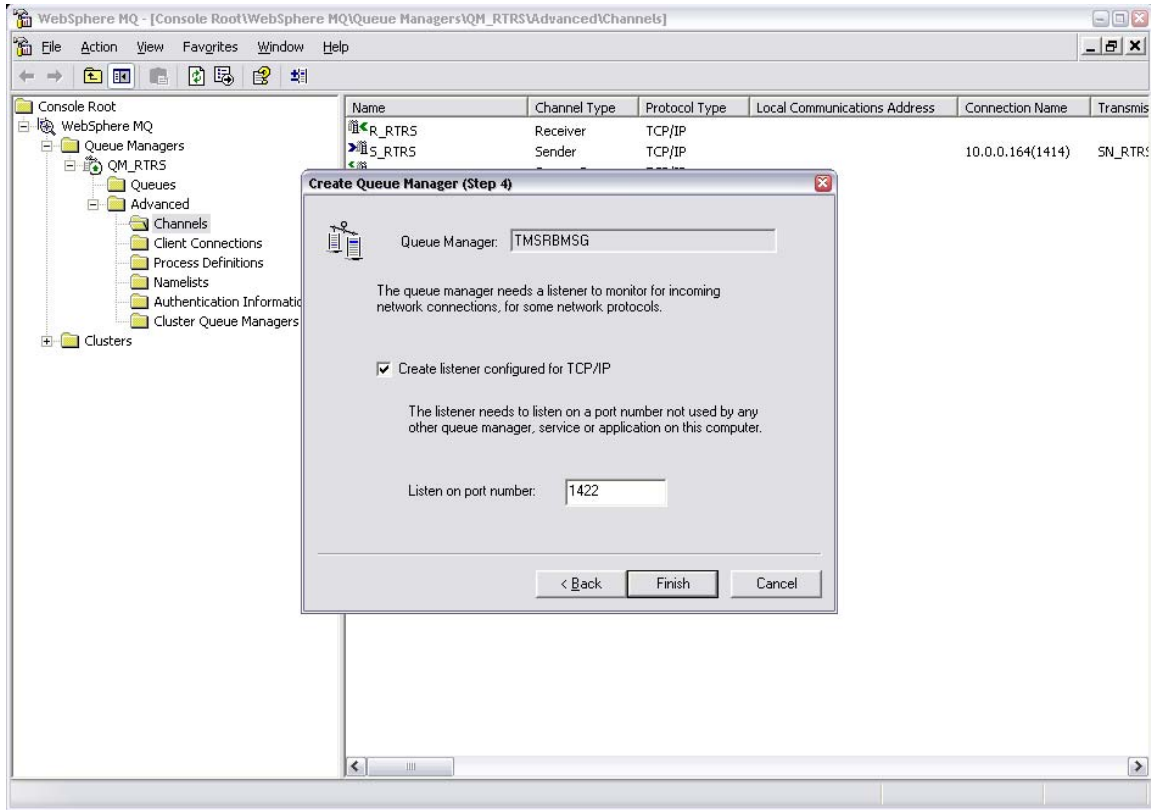 WebSphere MQ - [Console Root\WebSphere MQ\Queue Managers\QM_RTRS\Advanced\Channels]
File Action View Favorites Window Help
Console Root
WebSphere MQ
Queue Managers
QM_RTRS
Queues
Advanced
Channels
Client Connections
Process Definitions
Namelists
Authentication Informatio
Cluster Queue Managers
Clusters
Name Channel Type Protocol Type Local Communications Address Connection Name Transmis
R_RTRS Receiver TCP/IP
S_RTRS Sender TCP/IP 10.0.0.164(1414) SN_RTRS
Create Queue Manager (Step 4)
Queue Manager: TMSRBMSG
The queue manager needs a listener to monitor for incoming
network connections, for some network protocols.
Create listener configured for TCP/IP
The listener needs to listen on a port number not used by any
other queue manager, service or application on this computer.
Listen on port number: 1422
< Back Finish Cancel